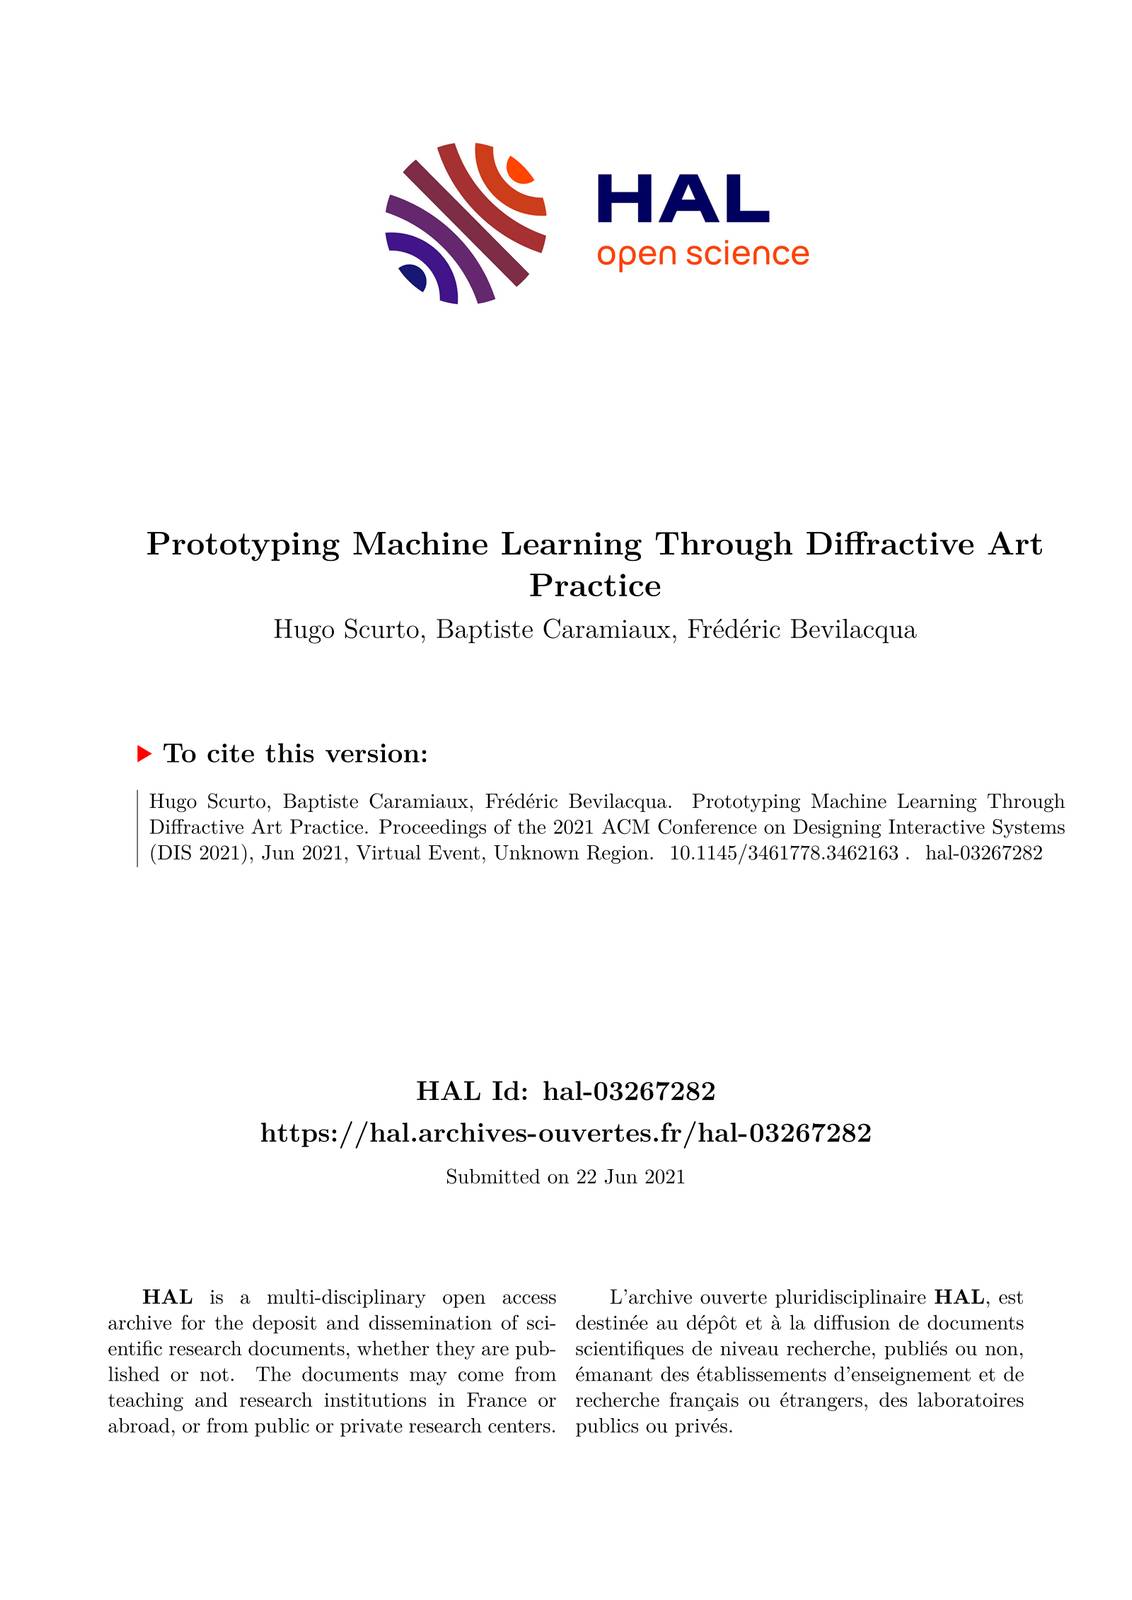 HAL
open science
Prototyping Machine Learning Through Diffractive Art
Practice
Hugo Scurto, Baptiste Caramiaux, Frédéric Bevilacqua
To cite this version:
Hugo Scurto, Baptiste Caramiaux, Frédéric Bevilacqua. Prototyping Machine Learning Through
Diffractive Art Practice. Proceedings of the 2021 ACM Conference on Designing Interactive Systems
(DIS 2021), Jun 2021, Virtual Event, Unknown Region. 10.1145/3461778.3462163 . hal-03267282
HAL Id: hal-03267282
https://hal.archives-ouvertes.fr/hal-03267282
Submitted on 22 Jun 2021
HAL is a multi-disciplinary open access
archive for the deposit and dissemination of sci-
entific research documents, whether they are pub-
lished or not. The documents may come from
teaching and research institutions in France or
abroad, or from public or private research centers.
L'archive ouverte pluridisciplinaire HAL, est
destinée au dépôt et à la diffusion de documents
scientifiques de niveau recherche, publiés ou non,
émanant des établissements d'enseignement et de
recherche français ou étrangers, des laboratoires
publics ou privés.